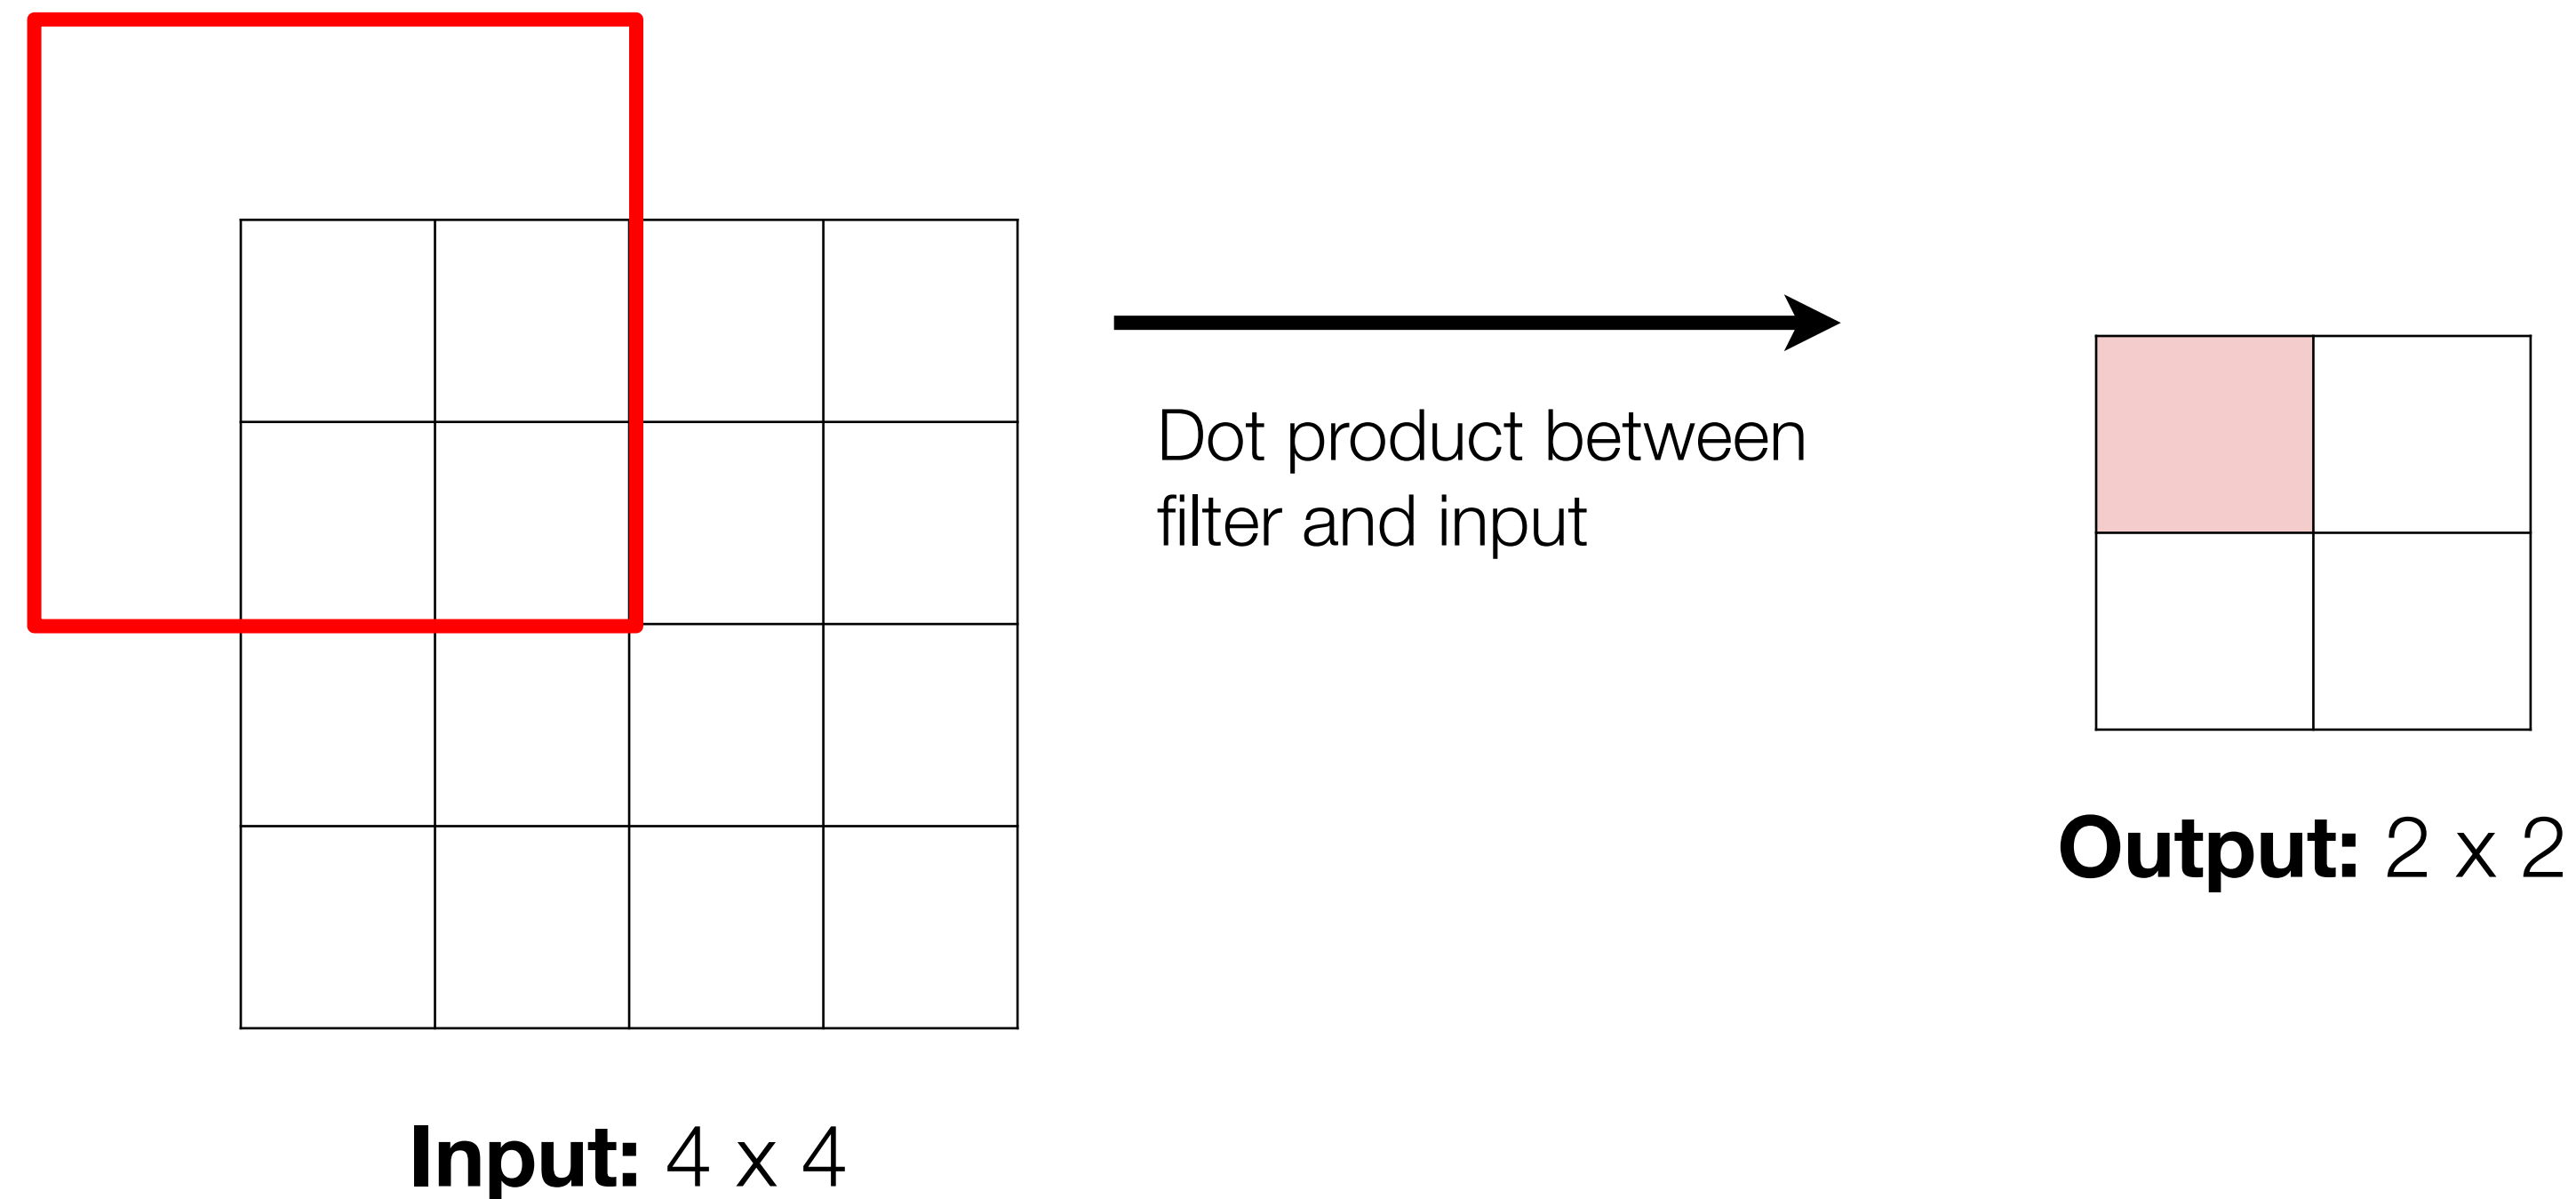 Dot product between
filter and input
Output: 2 x 2
Input: 4 x 4